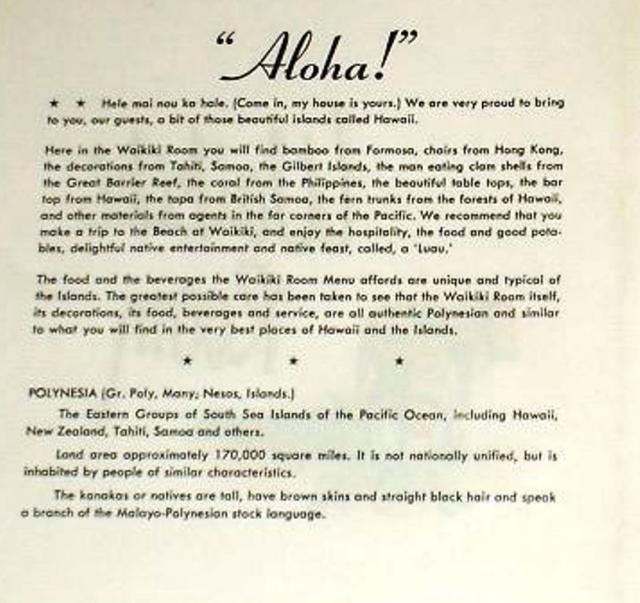 “Aloha!”
★ ★ Hele mai nou ka hale. (Come in, my house is yours.) We are very proud to bring
to you, our guests, a bit of those beautiful islands called Hawaii.
Here in the Waikiki Room you will find bamboo from Formosa, chairs from Hong Kong,
the decorations from Tahiti, Samoa, the Gilbert Islands, the man eating clam shells from
the Great Barrier Reef, the coral from the Philippines, the beautiful table tops, the bar
top from Hawaii, the tapa from British Samoa, the fern trunks from the forests of Hawaii,
and other materials from agents in the far corners of the Pacific. We recommend that you
make a trip to the Beach at Waikiki, and enjoy the hospitality, the food and good pota-
bles, delightful native entertainment and native feast, called, a ‘Luau.’
The food and the beverages the Waikiki Room Menu affords are unique and typical of
the Islands. The greatest possible care has been taken to see that the Waikiki Room itself,
its decorations, its food, beverages and service, are all authentic Polynesian and similar
to what you will find in the very best places of Hawaii and the Islands.
★ ★ ★
POLYNESIA (Gr. Poly, Many; Nesos, Islands.)
The Eastern Groups of South Sea Islands of the Pacific Ocean, including Hawaii,
New Zealand, Tahiti, Samoa and others.
Land area approximately 170,000 square miles. It is not nationally unified, but is
inhabited by people of similar characteristics.
The kanakas or natives are tall, have brown skins and straight black hair and speak
a branch of the Malayo-Polynesian stock language.